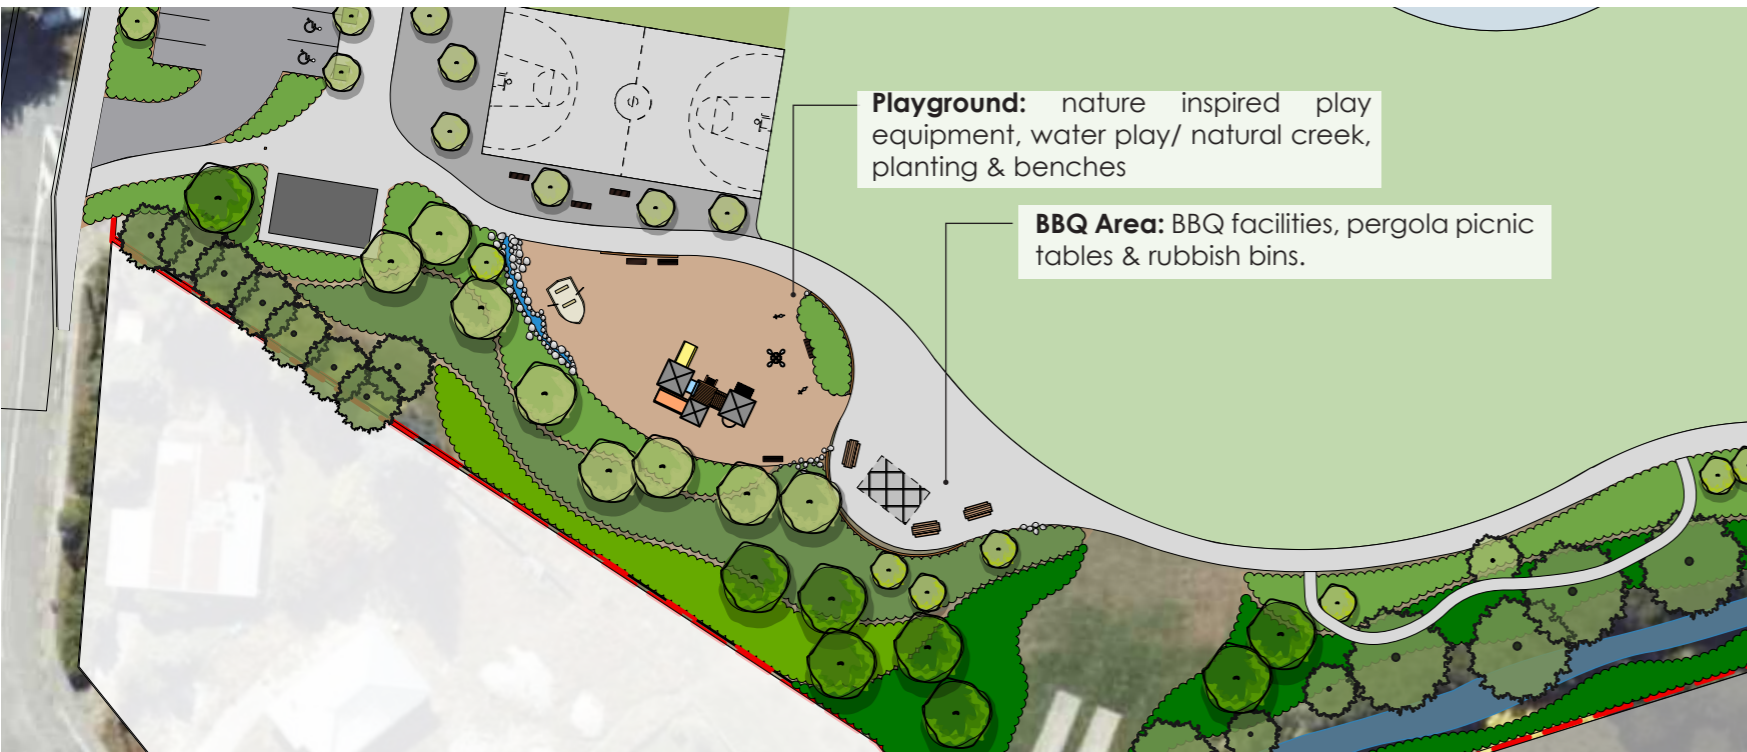 Playground: nature inspired play
equipment, water play/ natural creek,
planting & benches
BBQ Area: BBQ facilities, pergola picnic
tables & rubbish bins.